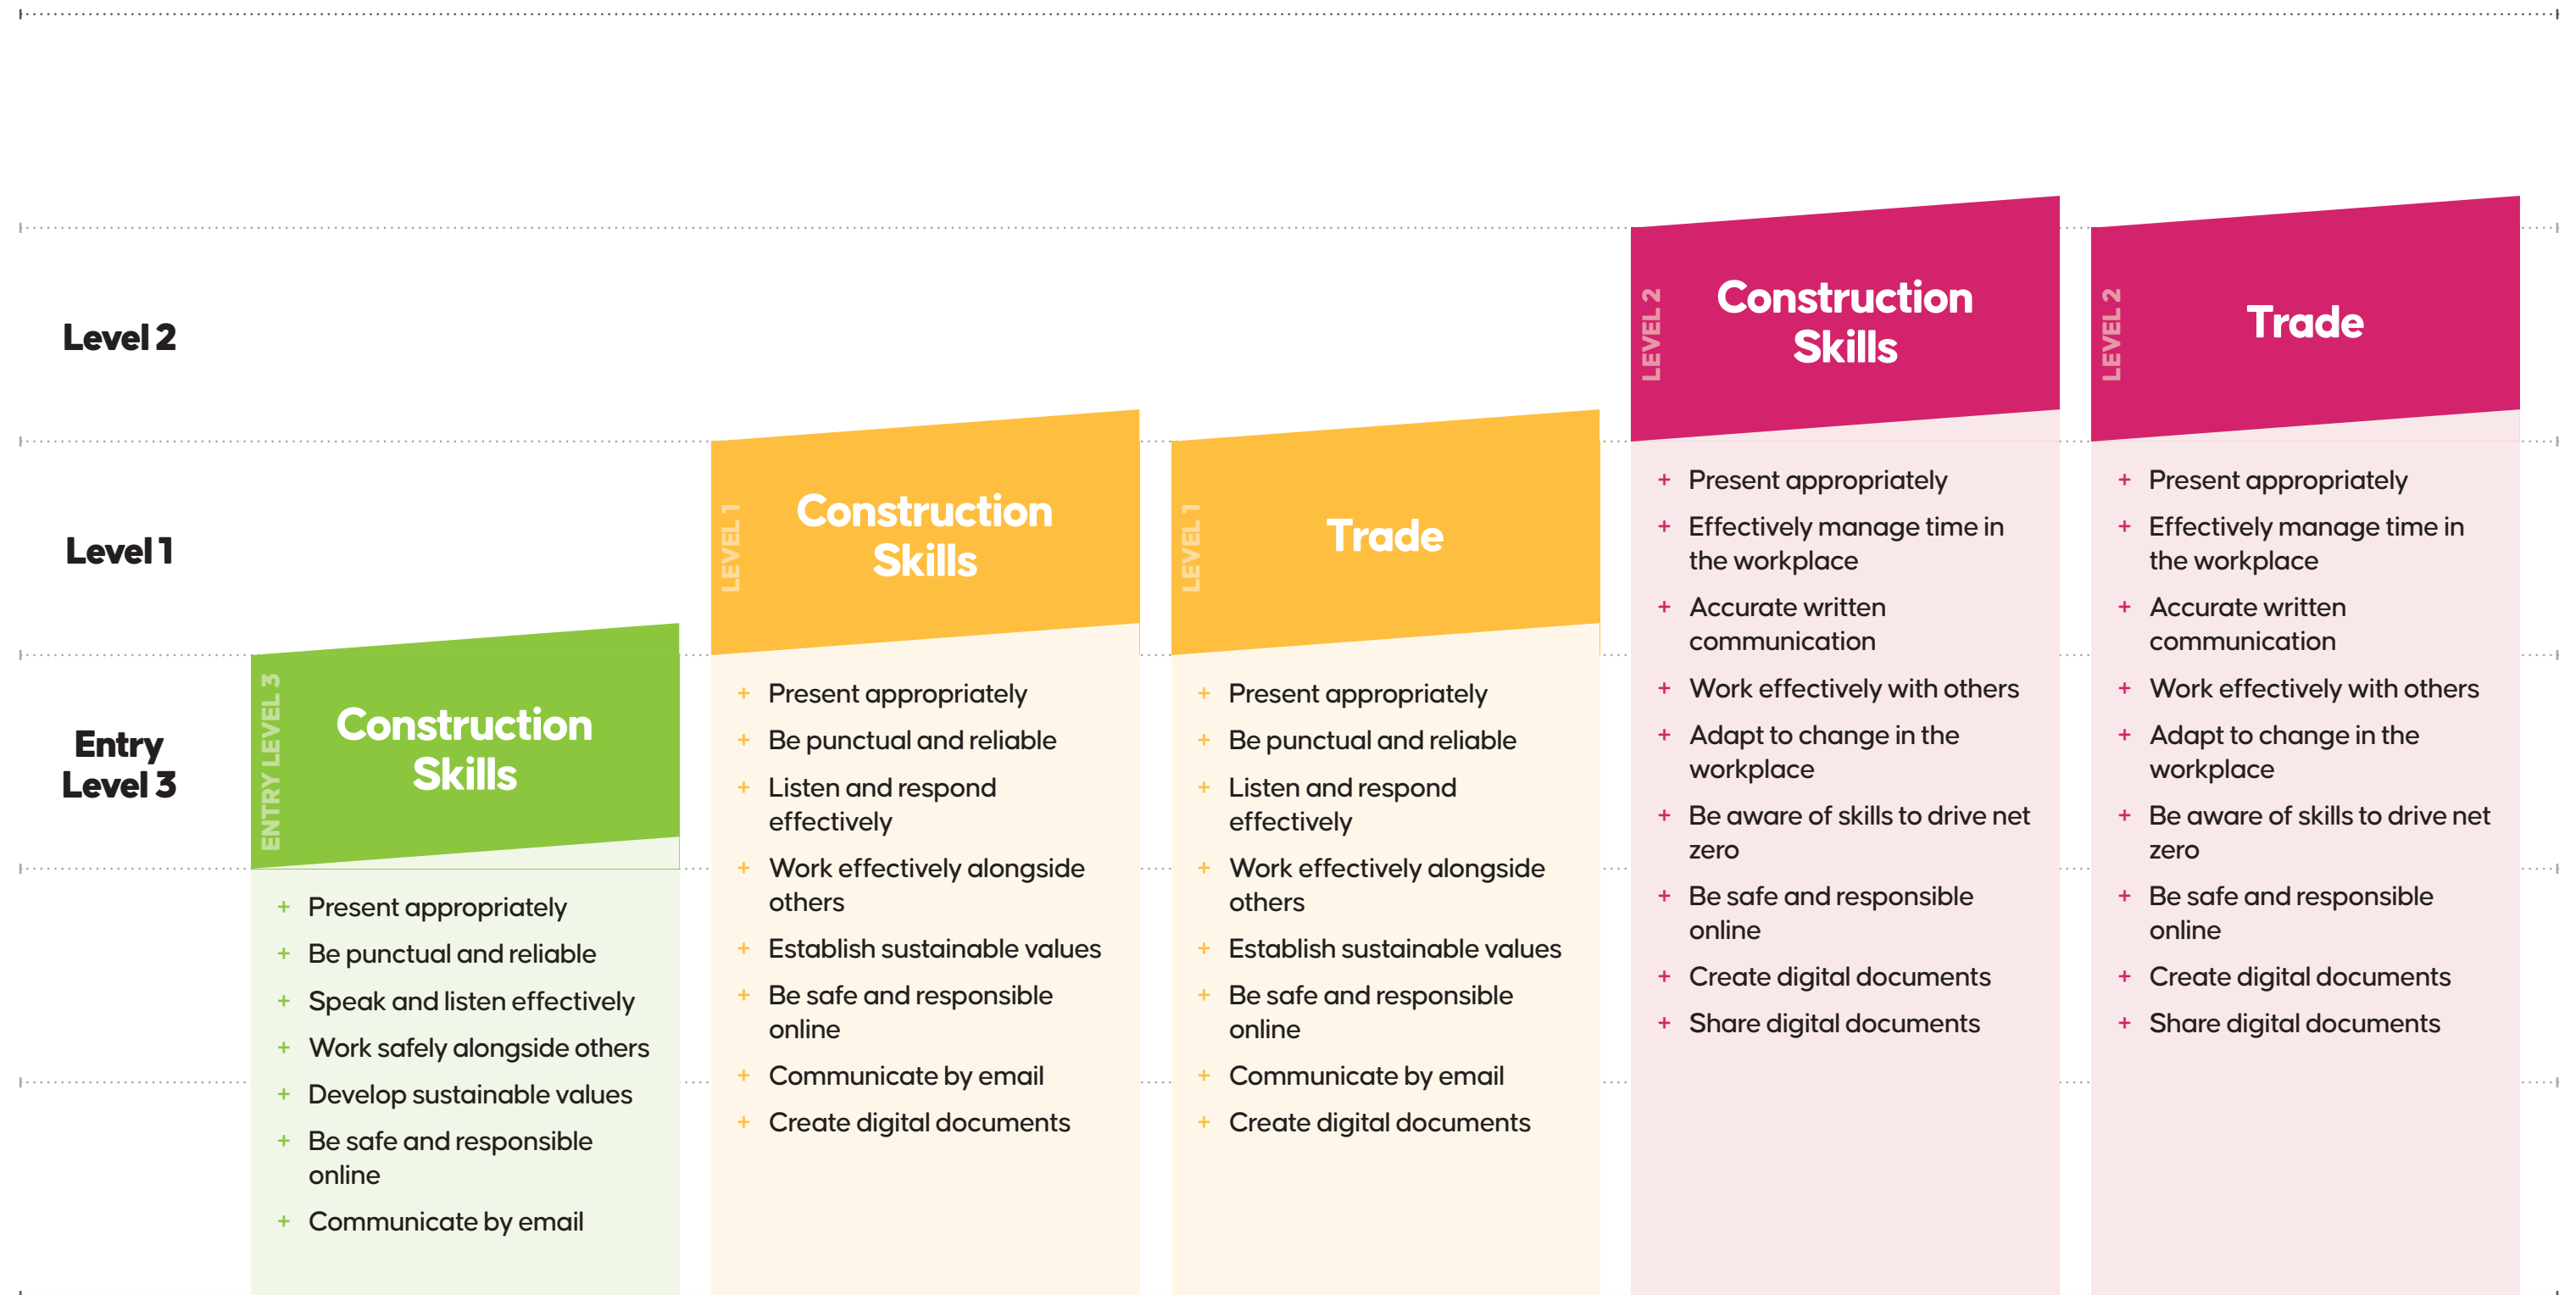 Level 2
Level 1
Entry
Level 3
ENTRY LEVEL 3
Construction
Skills
+ Present appropriately
+ Be punctual and reliable
+ Speak and listen effectively
+ Work safely alongside others
+ Develop sustainable values
+ Be safe and responsible
online
+ Communicate by email
LEVEL 1
Construction
Skills
+ Present appropriately
+ Be punctual and reliable
+ Listen and respond
effectively
+ Work effectively alongside
others
+ Establish sustainable values
+ Be safe and responsible
online
+ Communicate by email
+ Create digital documents
LEVEL 1
Trade
+ Present appropriately
+ Be punctual and reliable
+ Listen and respond
effectively
+ Work effectively alongside
others
+ Establish sustainable values
+ Be safe and responsible
online
+ Communicate by email
+ Create digital documents
LEVEL 2
Construction
Skills
+ Present appropriately
+ Effectively manage time in
the workplace
+ Accurate written
communication
+ Work effectively with others
+ Adapt to change in the
workplace
+ Be aware of skills to drive net
zero
+ Be safe and responsible
online
+ Create digital documents
+ Share digital documents
LEVEL 2
Trade
+ Present appropriately
+ Effectively manage time in
the workplace
+ Accurate written
communication
+ Work effectively with others
+ Adapt to change in the
workplace
+ Be aware of skills to drive net
zero
+ Be safe and responsible
online
+ Create digital documents
+ Share digital documents